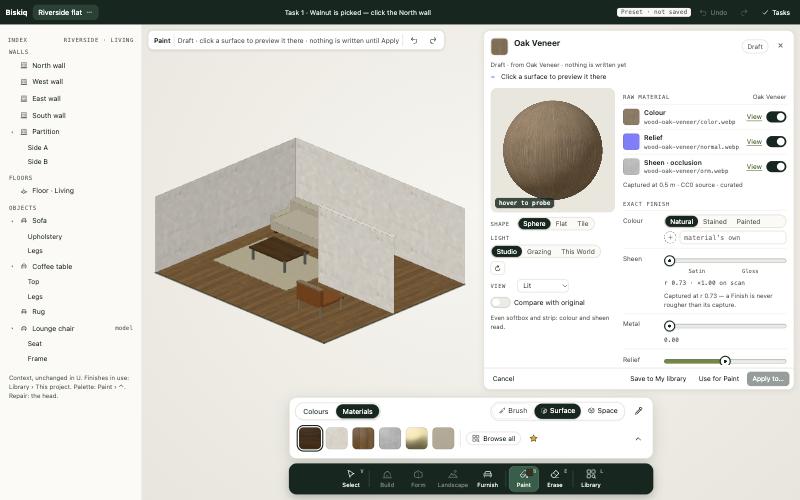 Biskiq
Riverside flat
Task 1 · Walnut is picked — click the North wall
Preset · not saved
Undo
Tasks
INDEX
RIVERSIDE · LIVING
WALLS
North wall
West wall
East wall
South wall
Partition
Side A
Side B
FLOORS
Floor · Living
OBJECTS
Sofa
Upholstery
Legs
Coffee table
Top
Legs
Rug
Lounge chair
model
Seat
Frame
Context, unchanged in U. Finishes in use:
Library › This project. Palette: Paint › ^.
Repair: the head.
Paint
Draft · click a surface to preview it there · nothing is written until Apply
Oak Veneer
Draft
Draft · from Oak Veneer · nothing is written yet
Click a surface to preview it there
hover to probe
SHAPE
Sphere
Flat
Tile
LIGHT
Studio
Grazing
This World
VIEW
Lit
Compare with original
Even softbox and strip: colour and sheen
read.
RAW MATERIAL
Oak Veneer
Colour
wood-oak-veneer/color.webp
View
Relief
wood-oak-veneer/normal.webp
View
Sheen · occlusion
wood-oak-veneer/orm.webp
View
Captured at 0.5 m · CC0 source · curated
EXACT FINISH
Colour
Natural
Stained
Painted
material's own
Sheen
Satin
Gloss
r 0.73 · ×1.00 on scan
Captured at r 0.73 — a Finish is never
rougher than its capture.
Metal
0.00
Relief
Cancel
Save to My library
Use for Paint
Apply to…
Colours
Materials
Brush
Surface
Space
Browse all
Select
V
Build
Form
Landscape
Furnish
Paint
Erase
E
Library
L